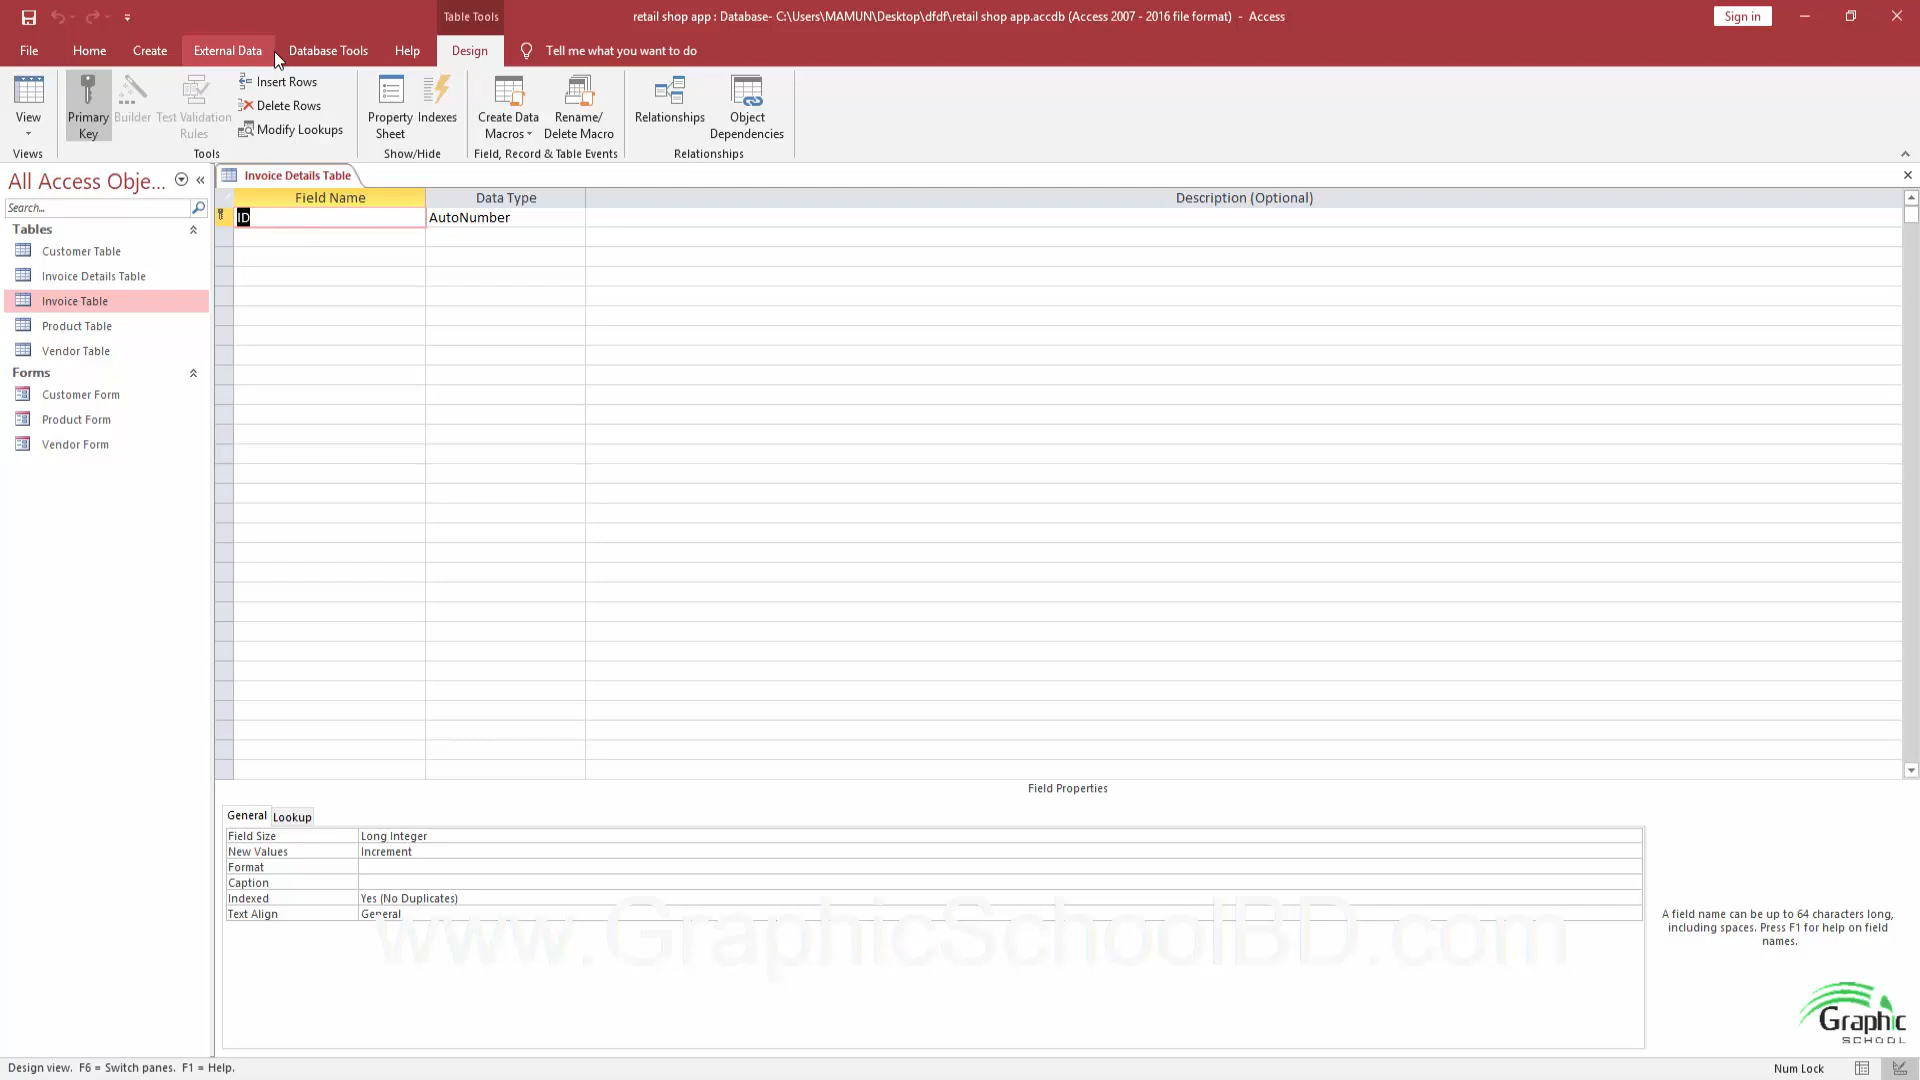 Table Tools
retail shop app : Database- C:\Users\MAMUN\Desktop\dfdf\retail shop app.accdb (Access 2007 - 2016 file format) - Access
Sign in
File
Home
Create
External Data
Database Tools
Help
Design
Tell me what you want to do
View
Primary Key
Builder
Test Validation Rules
Insert Rows
Delete Rows
Modify Lookups
Property Sheet
Indexes
Create Data Macros
Rename/ Delete Macro
Relationships
Object Dependencies
Views
Tools
Show/Hide
Field, Record & Table Events
Relationships
All Access Obje...
Search...
Tables
Customer Table
Invoice Details Table
Invoice Table
Product Table
Vendor Table
Forms
Customer Form
Product Form
Vendor Form
Invoice Details Table
Field Name
Data Type
Description (Optional)
ID
AutoNumber
Field Properties
General
Lookup
Field Size
Long Integer
New Values
Increment
Format
Caption
Indexed
Yes (No Duplicates)
Text Align
General
www.GraphicSchoolBD.com
A field name can be up to 64 characters long,
including spaces. Press F1 for help on field
names.
Graphic
SCHOOL
Design view. F6 = Switch panes. F1 = Help.
Num Lock